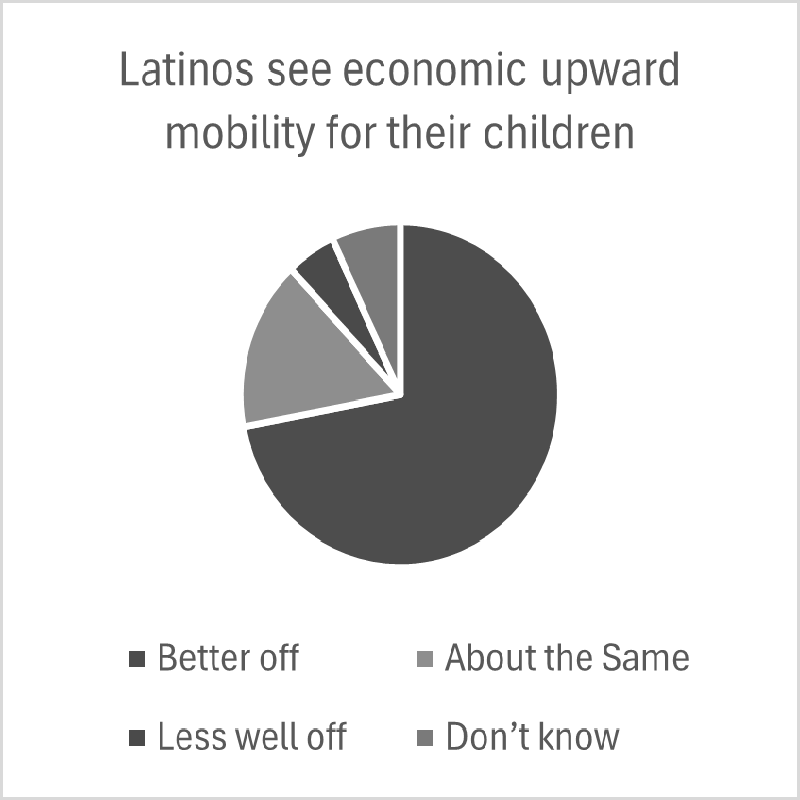 Latinos see economic upward
mobility for their children
Better off
About the Same
Less well off
Don’t know